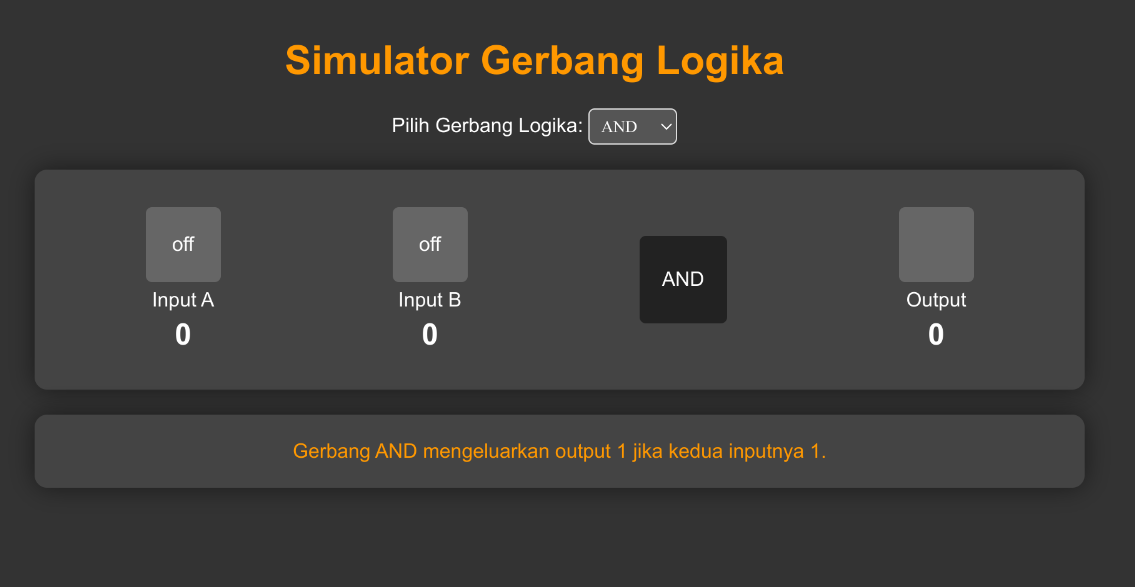 Simulator Gerbang Logika
Pilih Gerbang Logika: AND
off
Input A
0
off
Input B
0
AND
Output
0
Gerbang AND mengeluarkan output 1 jika kedua inputnya 1.